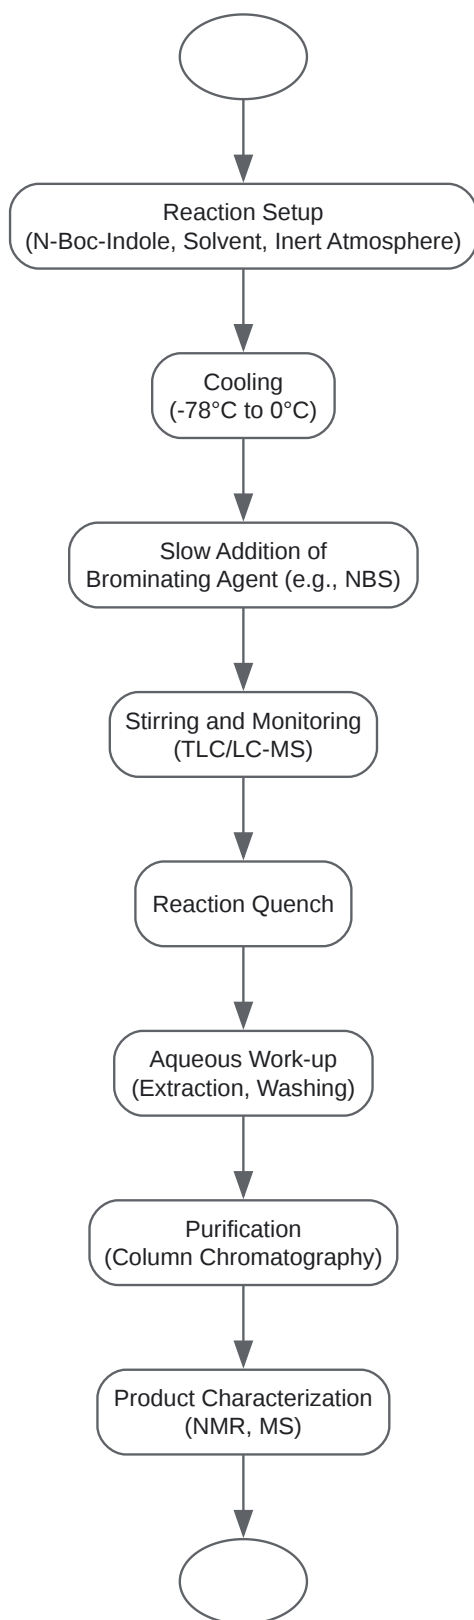 Reaction Setup
(N-Boc-Indole, Solvent, Inert Atmosphere)
Cooling
(-78°C to 0°C)
Slow Addition of
Brominating Agent (e.g., NBS)
Stirring and Monitoring
(TLC/LC-MS)
Reaction Quench
Aqueous Work-up
(Extraction, Washing)
Purification
(Column Chromatography)
Product Characterization
(NMR, MS)